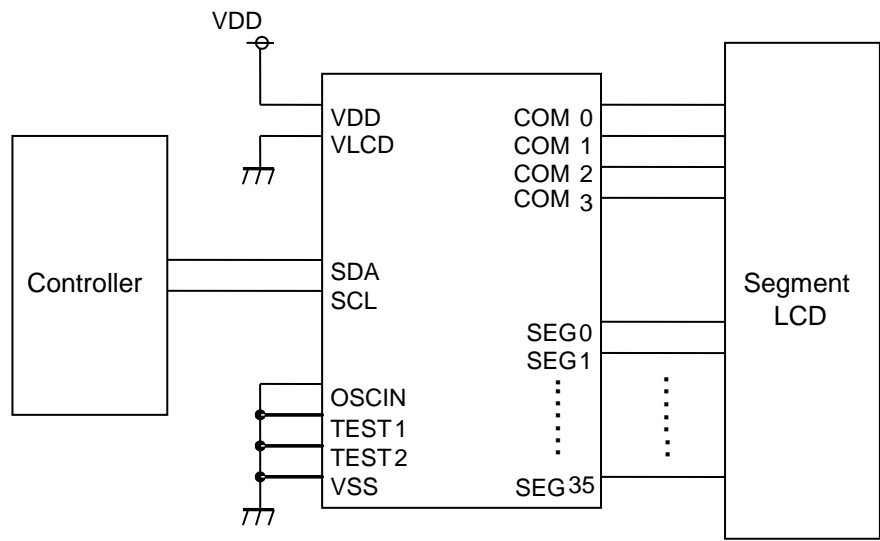 VDD
VDD
VLCD
COM 0
COM 1
COM 2
COM 3
Controller
SDA
SCL
Segment
LCD
SEG0
SEG1
OSCIN
TEST1
TEST2
VSS
SEG35